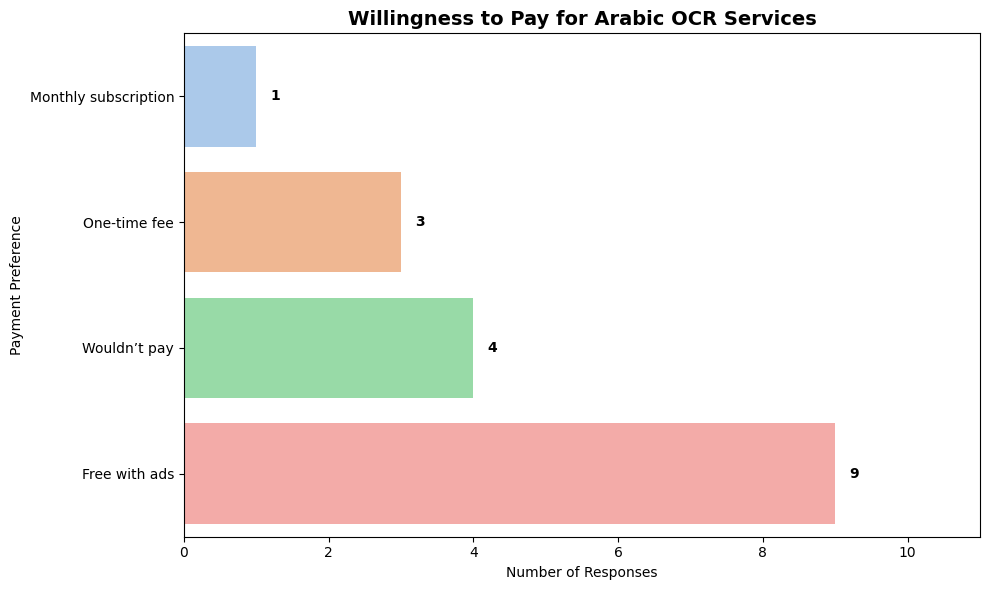 Willingness to Pay for Arabic OCR Services
Payment Preference
Monthly subscription 1
One-time fee 3
Wouldn’t pay 4
Free with ads 9
0 2 4 6 8 10
Number of Responses